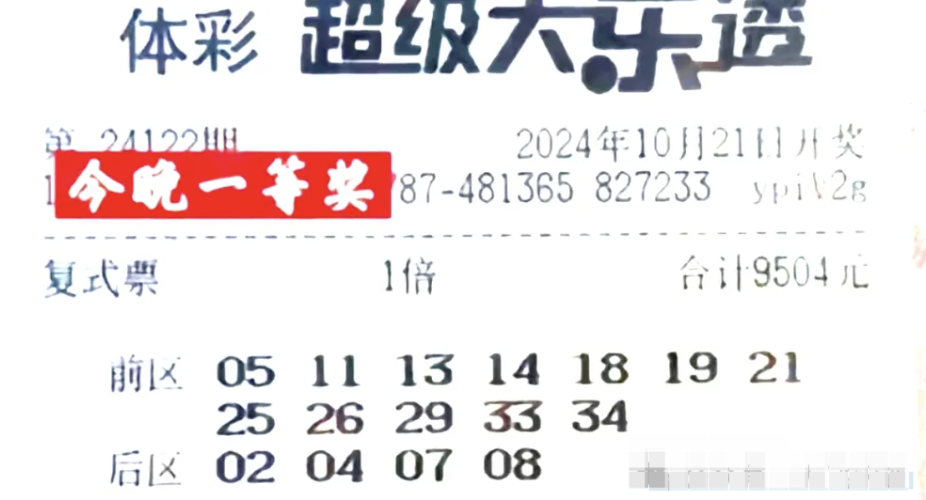 体彩 超级大乐透
第 24122期 2024年10月21日开奖
今晚一等奖
87-481365 827233 ypiV2g
复式票 1倍 合计9504元
前区 05 11 13 14 18 19 21
25 26 29 33 34
后区 02 04 07 08